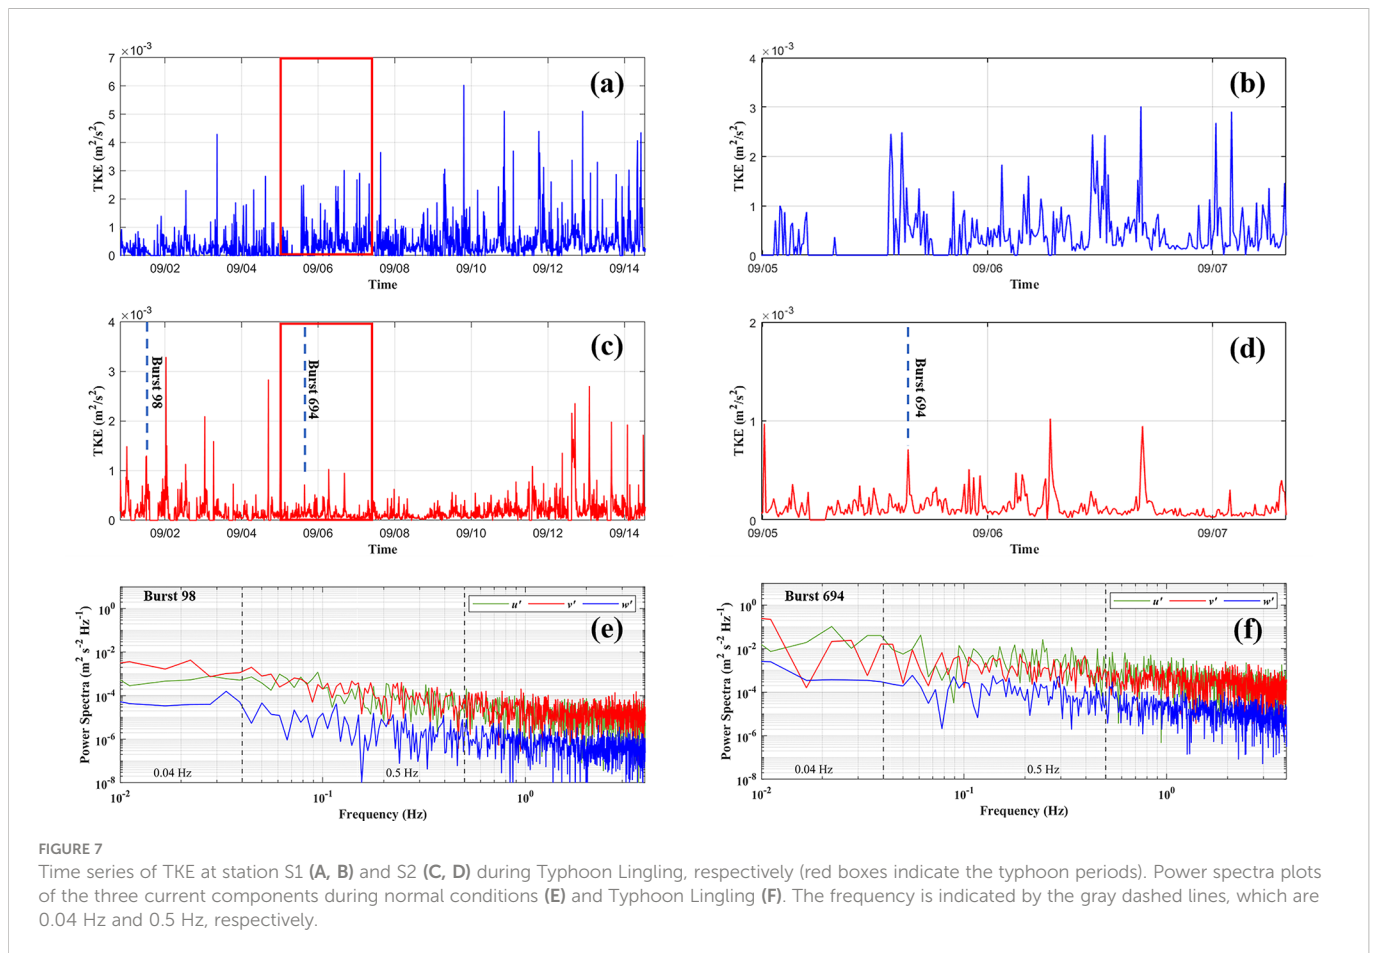 ×10⁻³
7
6
5
4
3
2
1
0
TKE (m²/s²)
(a)
09/02 09/04 09/06 09/08 09/10 09/12 09/14
Time
×10⁻³
4
3
2
1
0
TKE (m²/s²)
(b)
09/05 09/06 09/07
Time
×10⁻³
4
3
2
1
0
TKE (m²/s²)
Burst 98
Burst 694
(c)
09/02 09/04 09/06 09/08 09/10 09/12 09/14
Time
×10⁻³
2
1
0
TKE (m²/s²)
Burst 694
(d)
09/05 09/06 09/07
Time
Burst 98
u' v' w'
(e)
10⁰
10⁻²
10⁻⁴
10⁻⁶
10⁻⁸
Power Spectra (m² s⁻² Hz⁻¹)
0.04 Hz 0.5 Hz
10⁻² 10⁻¹ 10⁰
Frequency (Hz)
Burst 694
u' v' w'
(f)
10⁰
10⁻²
10⁻⁴
10⁻⁶
10⁻⁸
Power Spectra (m² s⁻² Hz⁻¹)
0.04 Hz 0.5 Hz
10⁻² 10⁻¹ 10⁰
Frequency (Hz)
FIGURE 7
Time series of TKE at station S1 (A, B) and S2 (C, D) during Typhoon Lingling, respectively (red boxes indicate the typhoon periods). Power spectra plots
of the three current components during normal conditions (E) and Typhoon Lingling (F). The frequency is indicated by the gray dashed lines, which are
0.04 Hz and 0.5 Hz, respectively.